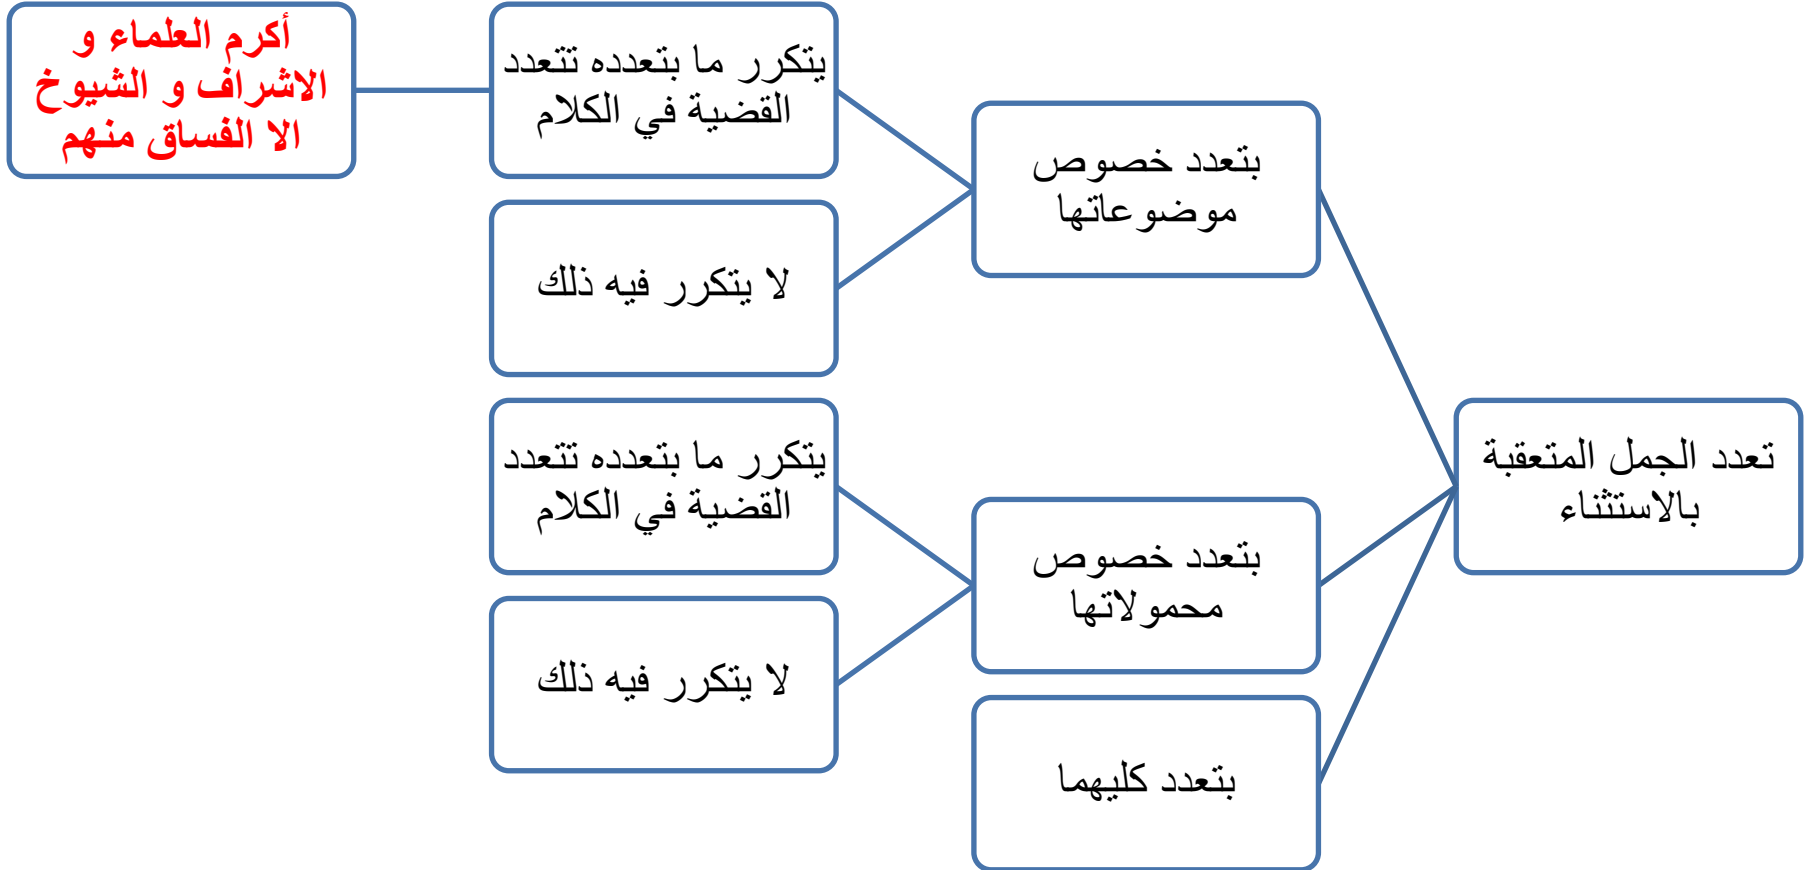 تعدد الجمل المتعقبة
بالاستثناء
بتعدد خصوص
موضوعاتها
يتكرر ما بتعدده تتعدد
القضية في الكلام
أكرم العلماء و
الاشراف و الشيوخ
الا الفساق منهم
لا يتكرر فيه ذلك
بتعدد خصوص
محمولاتها
يتكرر ما بتعدده تتعدد
القضية في الكلام
لا يتكرر فيه ذلك
بتعدد كليهما